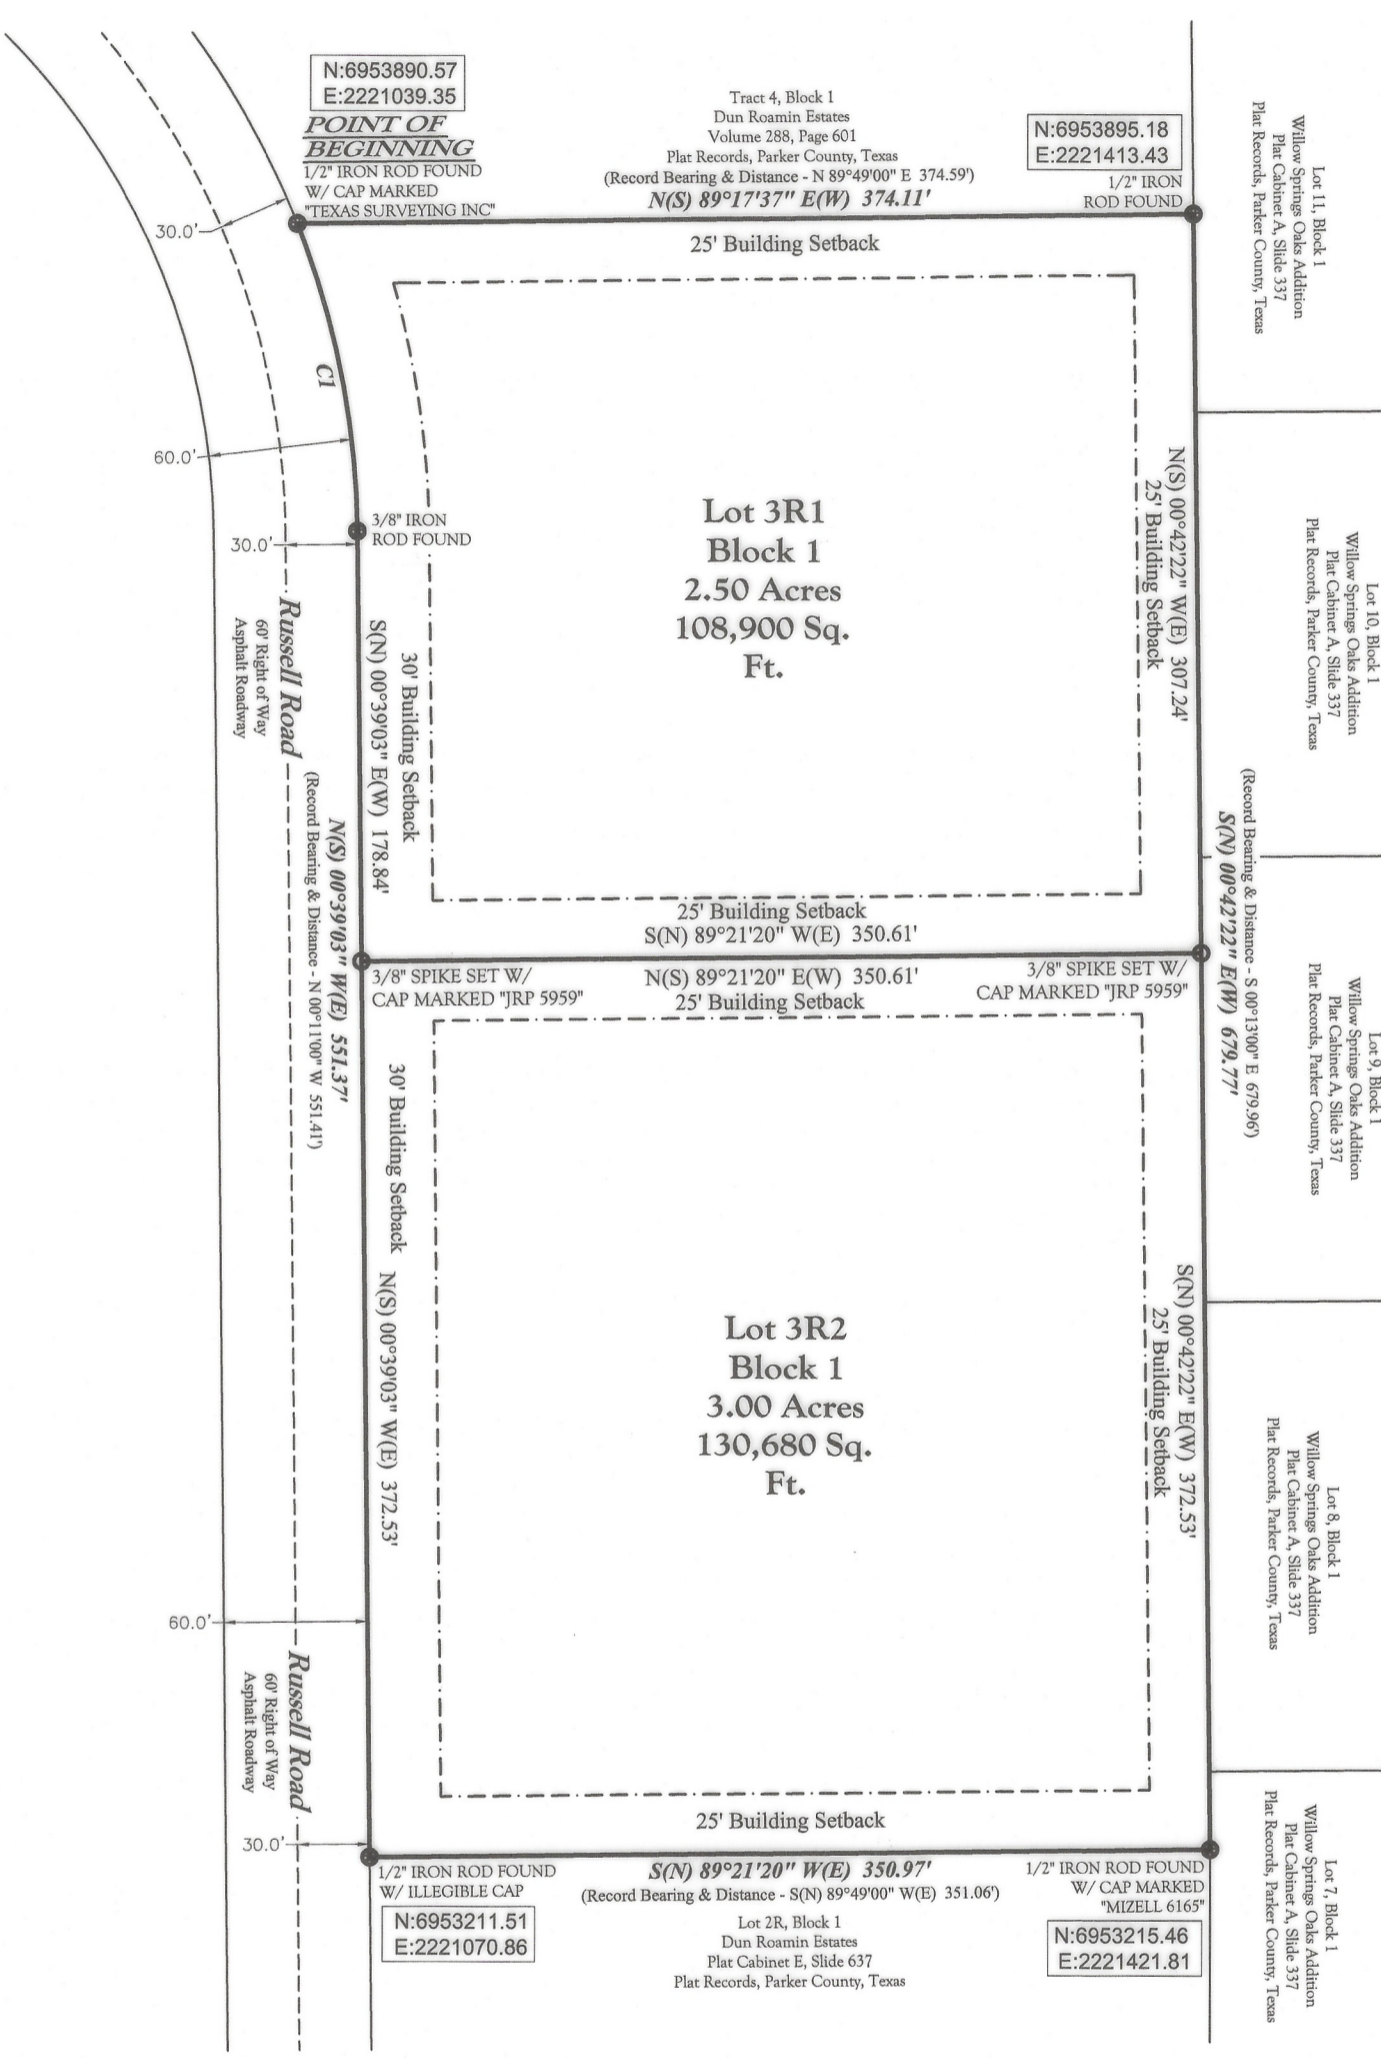 N:6953890.57
E:2221039.35
POINT OF
BEGINNING
1/2" IRON ROD FOUND
W/ CAP MARKED
"TEXAS SURVEYING INC"
Tract 4, Block 1
Dun Roamin Estates
Volume 288, Page 601
Plat Records, Parker County, Texas
(Record Bearing & Distance - N 89°49'00" E 374.59')
N(S) 89°17'37" E(W) 374.11'
N:6953895.18
E:2221413.43
1/2" IRON
ROD FOUND
Lot 11, Block 1
Willow Springs Oaks Addition
Plat Cabinet A, Slide 337
Plat Records, Parker County, Texas
30.0'
25' Building Setback
C1
60.0'
3/8" IRON
ROD FOUND
30.0'
Lot 3R1
Block 1
2.50 Acres
108,900 Sq.
Ft.
N(S) 00°42'22" W(E) 307.24'
25' Building Setback
Lot 10, Block 1
Willow Springs Oaks Addition
Plat Cabinet A, Slide 337
Plat Records, Parker County, Texas
Russell Road
60' Right of Way
Asphalt Roadway
30' Building Setback
S(N) 00°39'03" E(W) 178.84'
N(S) 00°39'03" W(E) 551.37'
(Record Bearing & Distance - N 00°11'00" W 551.41')
(Record Bearing & Distance - S 00°13'00" E 679.96')
S(N) 00°42'22" E(W) 679.77'
25' Building Setback
S(N) 89°21'20" W(E) 350.61'
3/8" SPIKE SET W/
CAP MARKED "JRP 5959"
N(S) 89°21'20" E(W) 350.61'
25' Building Setback
3/8" SPIKE SET W/
CAP MARKED "JRP 5959"
Lot 9, Block 1
Willow Springs Oaks Addition
Plat Cabinet A, Slide 337
Plat Records, Parker County, Texas
30' Building Setback
N(S) 00°39'03" W(E) 372.53'
Lot 3R2
Block 1
3.00 Acres
130,680 Sq.
Ft.
S(N) 00°42'22" E(W) 372.53'
25' Building Setback
Lot 8, Block 1
Willow Springs Oaks Addition
Plat Cabinet A, Slide 337
Plat Records, Parker County, Texas
60.0'
Russell Road
60' Right of Way
Asphalt Roadway
30.0'
25' Building Setback
1/2" IRON ROD FOUND
W/ ILLEGIBLE CAP
N:6953211.51
E:2221070.86
S(N) 89°21'20" W(E) 350.97'
(Record Bearing & Distance - S(N) 89°49'00" W(E) 351.06')
Lot 2R, Block 1
Dun Roamin Estates
Plat Cabinet E, Slide 637
Plat Records, Parker County, Texas
1/2" IRON ROD FOUND
W/ CAP MARKED
"MIZELL 6165"
N:6953215.46
E:2221421.81
Lot 7, Block 1
Willow Springs Oaks Addition
Plat Cabinet A, Slide 337
Plat Records, Parker County, Texas